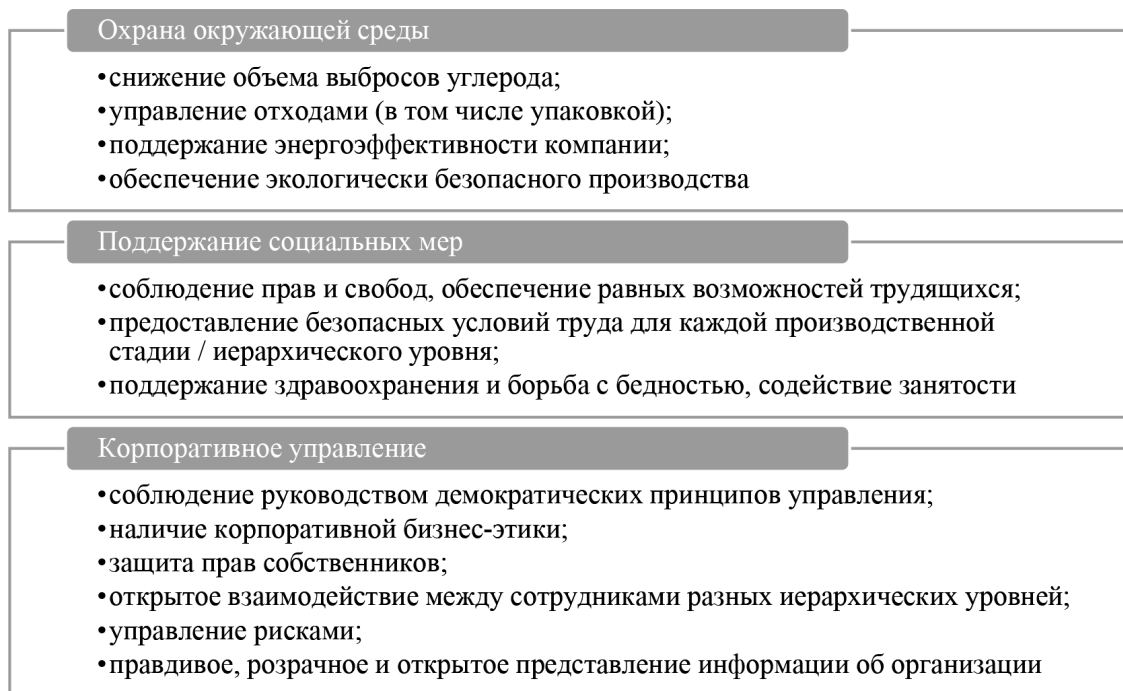 Охрана окружающей среды
•снижение объема выбросов углерода;
•управление отходами (в том числе упаковкой);
•поддержание энергоэффективности компании;
•обеспечение экологически безопасного производства
Поддержание социальных мер
•соблюдение прав и свобод, обеспечение равных возможностей трудящихся;
•предоставление безопасных условий труда для каждой производственной
стадии / иерархического уровня;
•поддержание здравоохранения и борьба с бедностью, содействие занятости
Корпоративное управление
•соблюдение руководством демократических принципов управления;
•наличие корпоративной бизнес-этики;
•защита прав собственников;
•открытое взаимодействие между сотрудниками разных иерархических уровней;
•управление рисками;
•правдивое, розрачное и открытое представление информации об организации